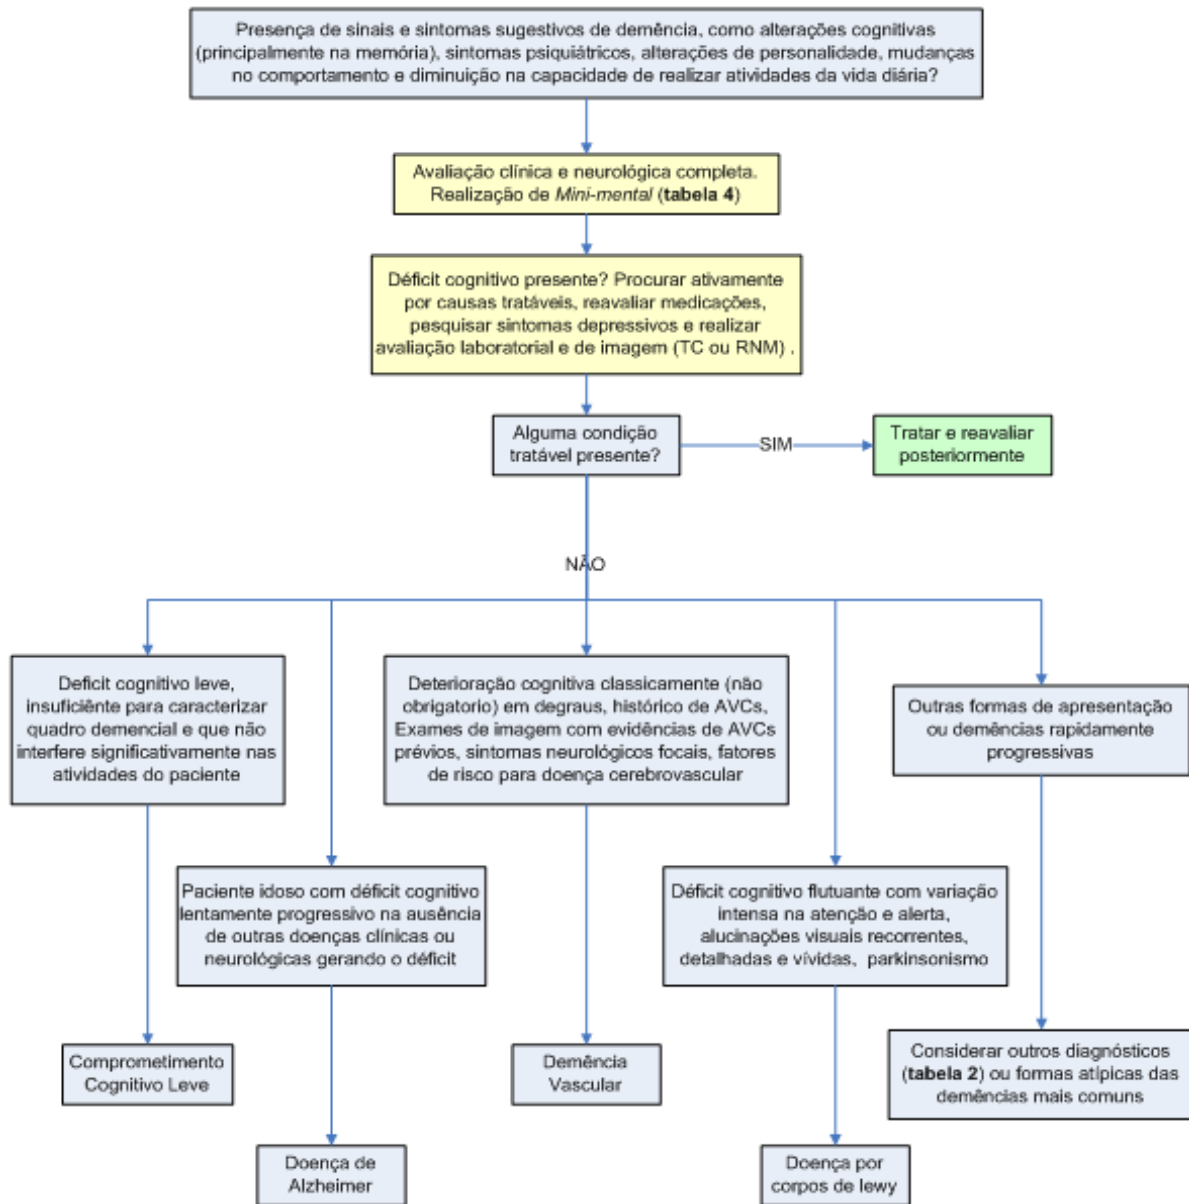 Presença de sinais e sintomas sugestivos de demência, como alterações cognitivas
(principalmente na memória), sintomas psiquiátricos, alterações de personalidade, mudanças
no comportamento e diminuição na capacidade de realizar atividades da vida diária?
Avaliação clínica e neurológica completa.
Realização de Mini-mental (tabela 4)
Déficit cognitivo presente? Procurar ativamente
por causas tratáveis, reavaliar medicações,
pesquisar sintomas depressivos e realizar
avaliação laboratorial e de imagem (TC ou RNM) .
Alguma condição
tratável presente?
SIM
Tratar e reavaliar
posteriormente
NÃO
Deficit cognitivo leve,
insuficiênte para caracterizar
quadro demencial e que não
interfere significativamente nas
atividades do paciente
Deterioração cognitiva classicamente (não
obrigatorio) em degraus, histórico de AVCs,
Exames de imagem com evidências de AVCs
prévios, sintomas neurológicos focais, fatores
de risco para doença cerebrovascular
Outras formas de apresentação
ou demências rapidamente
progressivas
Paciente idoso com déficit cognitivo
lentamente progressivo na ausência
de outras doenças clínicas ou
neurológicas gerando o déficit
Déficit cognitivo flutuante com variação
intensa na atenção e alerta,
alucinações visuais recorrentes,
detalhadas e vívidas, parkinsonismo
Comprometimento
Cognitivo Leve
Demência
Vascular
Considerar outros diagnósticos
(tabela 2) ou formas atípicas das
demências mais comuns
Doença de
Alzheimer
Doença por
corpos de lewy